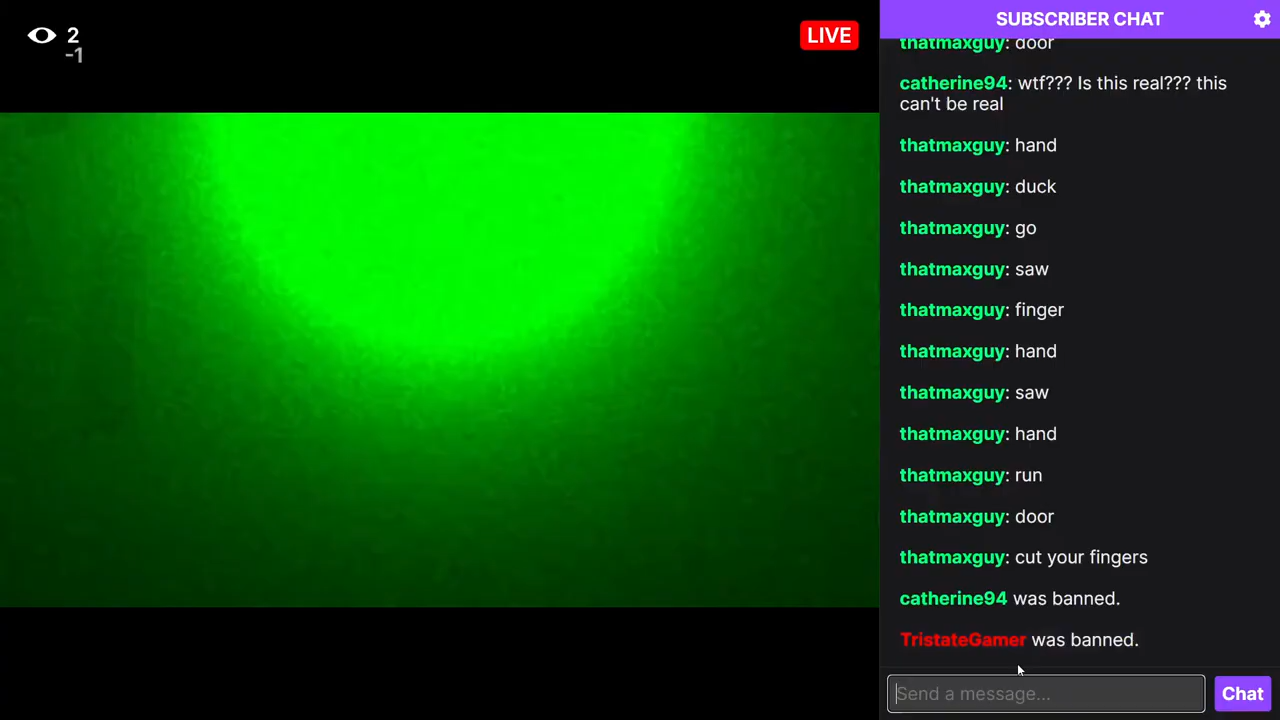 2
-1
LIVE
SUBSCRIBER CHAT
thatmaxguy: door
catherine94: wtf??? Is this real??? this
can't be real
thatmaxguy: hand
thatmaxguy: duck
thatmaxguy: go
thatmaxguy: saw
thatmaxguy: finger
thatmaxguy: hand
thatmaxguy: saw
thatmaxguy: hand
thatmaxguy: run
thatmaxguy: door
thatmaxguy: cut your fingers
catherine94 was banned.
TristateGamer was banned.
Send a message...
Chat